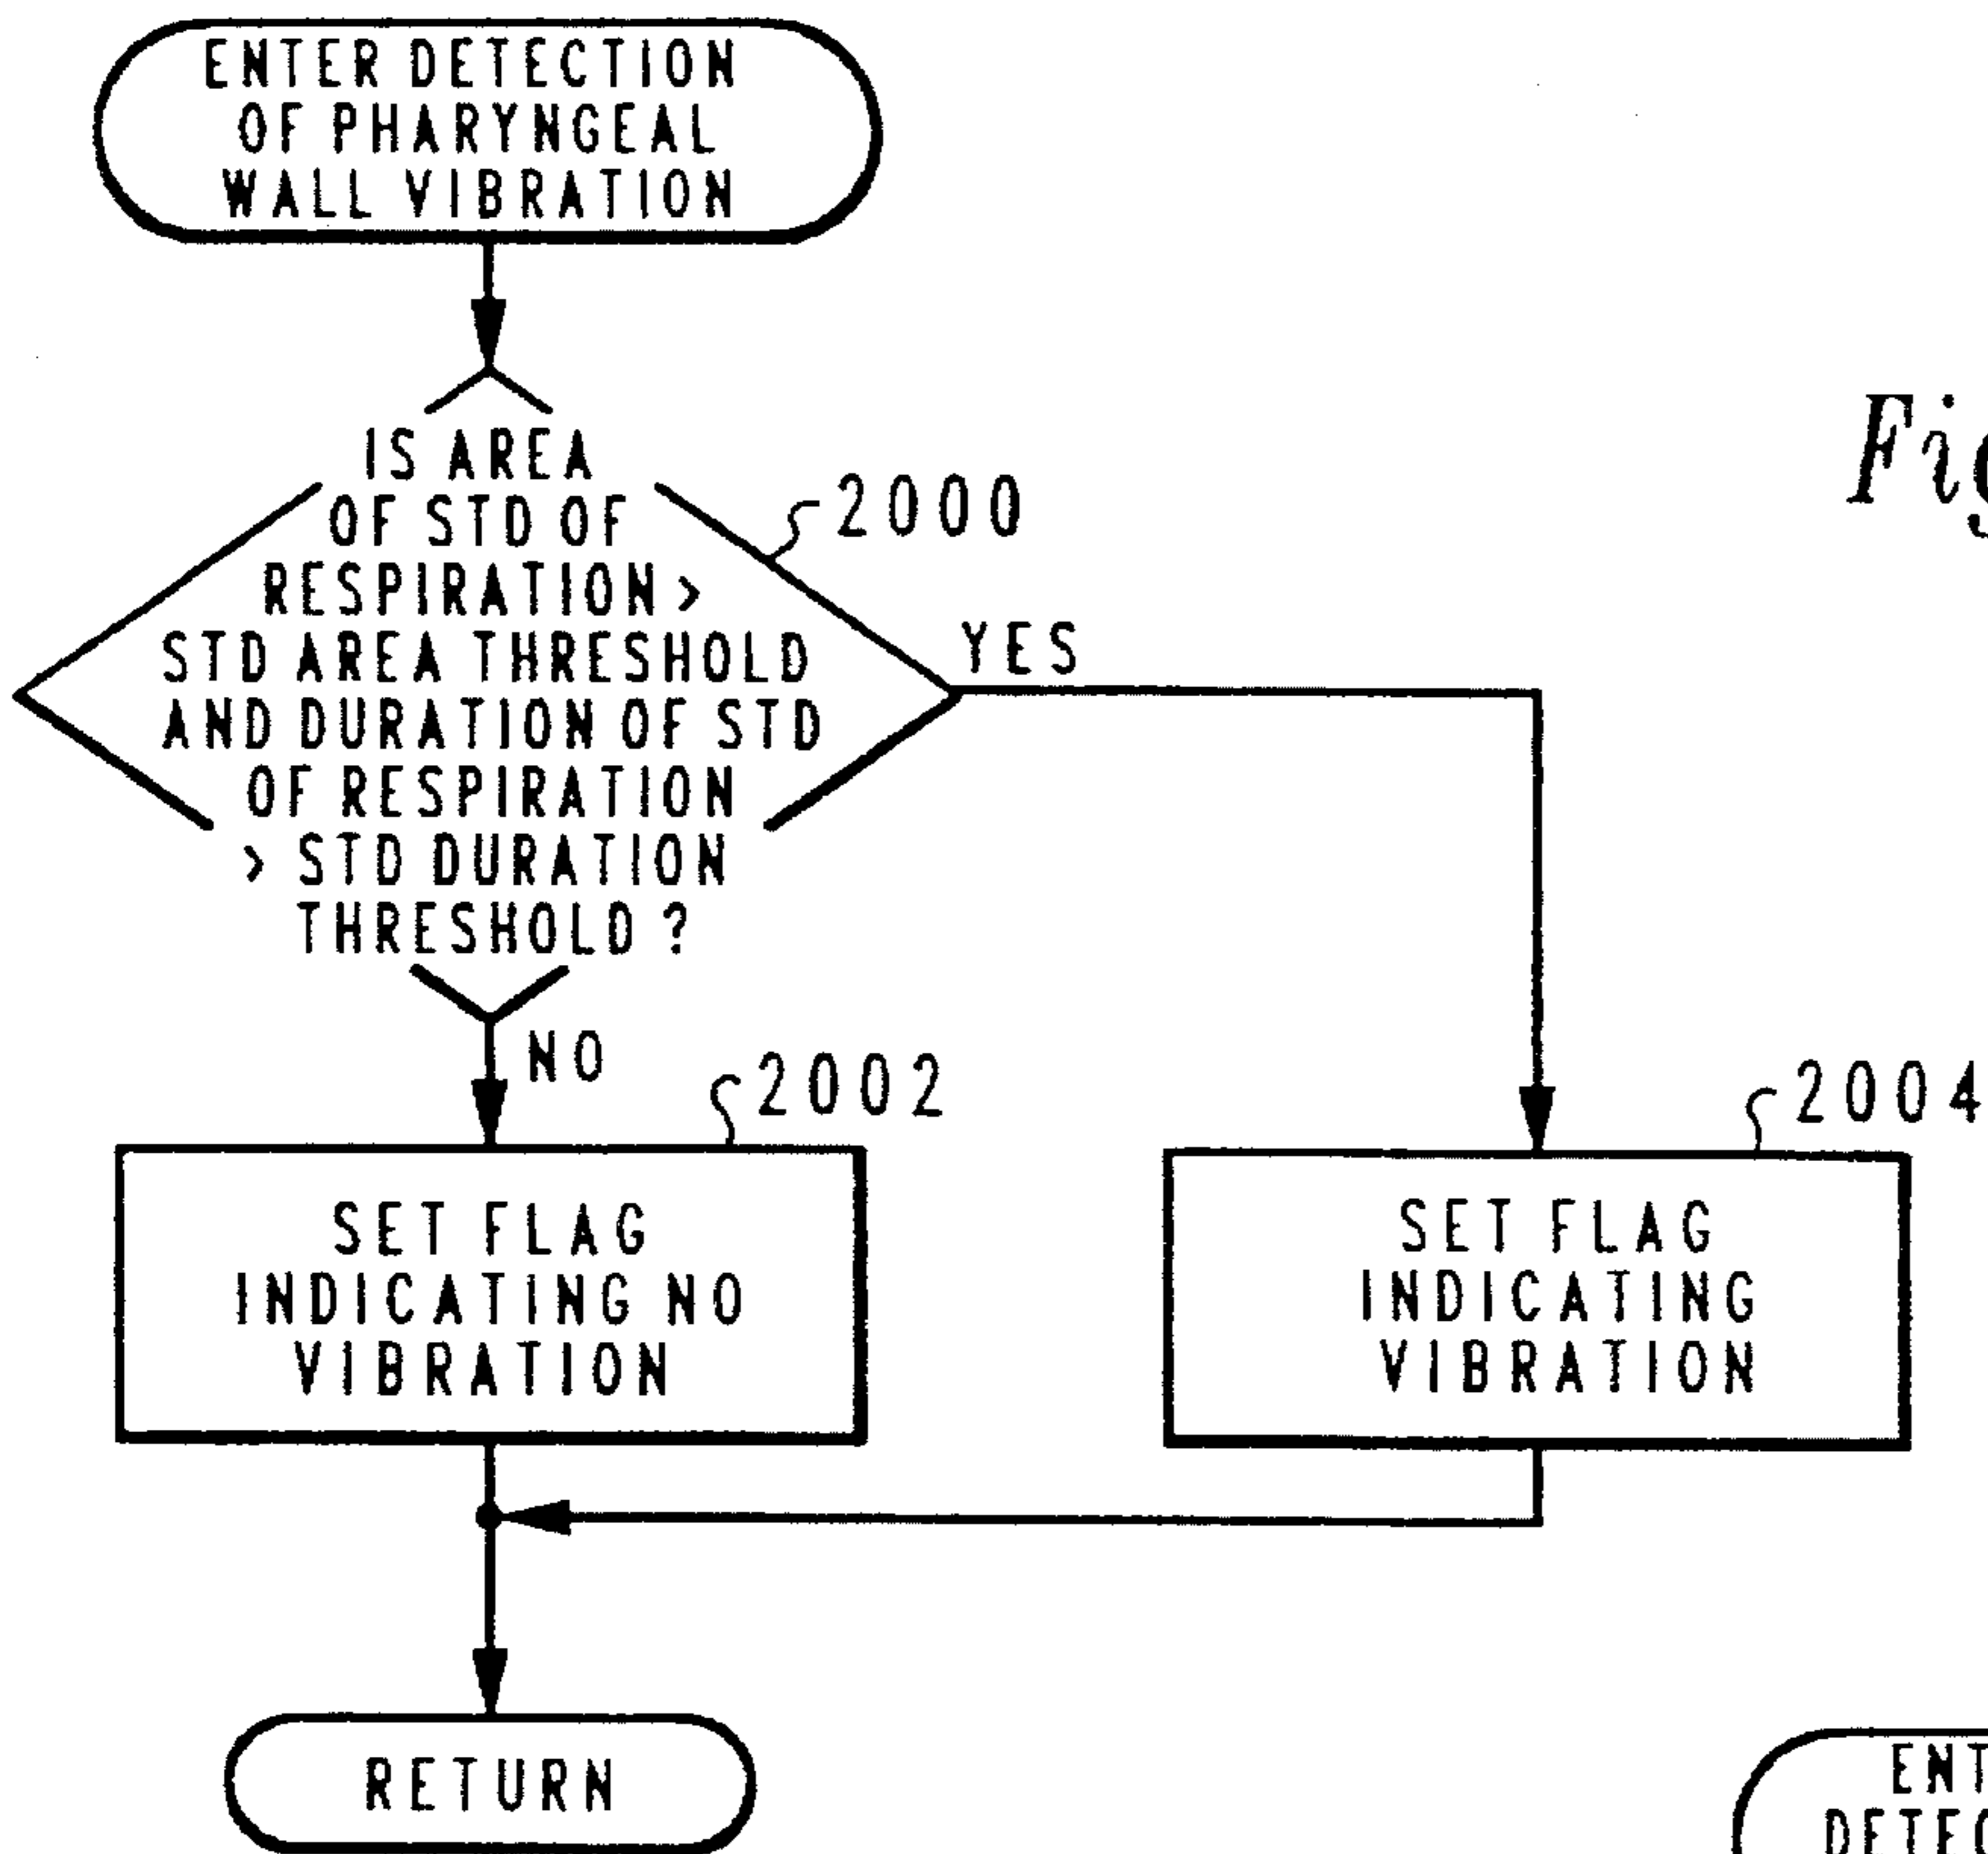 ENTER DETECTION
OF PHARYNGEAL
WALL VIBRATION
IS AREA
OF STD OF
RESPIRATION >
STD AREA THRESHOLD
AND DURATION OF STD
OF RESPIRATION
> STD DURATION
THRESHOLD ?
2000
YES
NO
2002
2004
SET FLAG
INDICATING NO
VIBRATION
SET FLAG
INDICATING
VIBRATION
RETURN